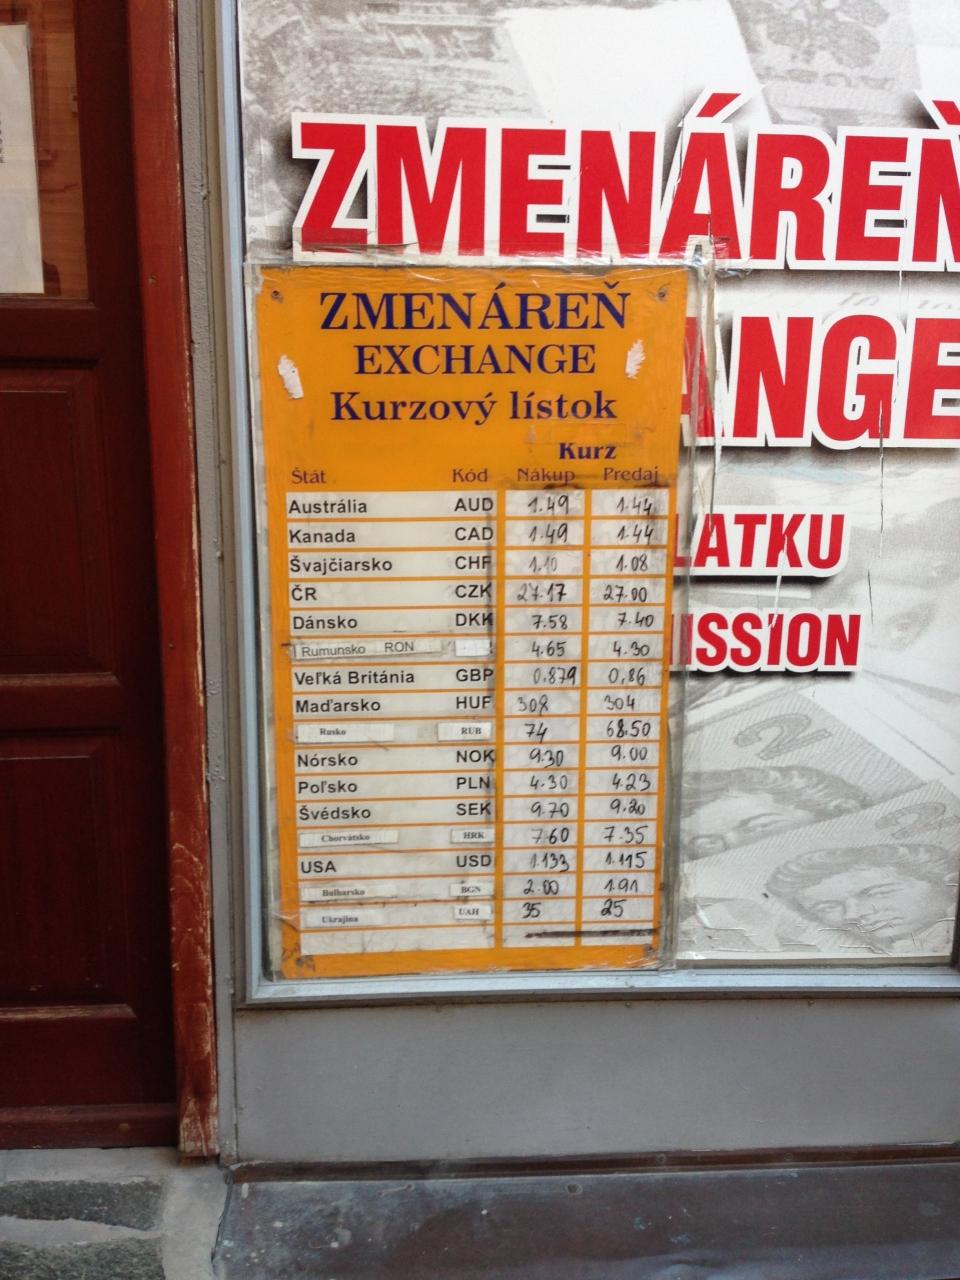 ZMENÁREŇ
ANGE
LATKU
ISSION
ZMENÁREŇ
EXCHANGE
Kurzový lístok
Kurz
Štát Kód Nákup Predaj
Austrália AUD 1.49 1.44
Kanada CAD 1.49 1.44
Švajčiarsko CHF 1.10 1.08
ČR CZK 27.17 27.00
Dánsko DKK 7.58 7.40
Rumunsko RON 4.65 4.30
Veľká Británia GBP 0.879 0,86
Maďarsko HUF 308 304
Rusko RUB 74 68.50
Nórsko NOK 9.30 9.00
Poľsko PLN 4.30 4.23
Švédsko SEK 9.70 9.20
Chorvátsko HRK 7.60 7.35
USA USD 1.133 1.115
Bulharsko BGN 2.00 1.91
Ukrajina UAH 35 25